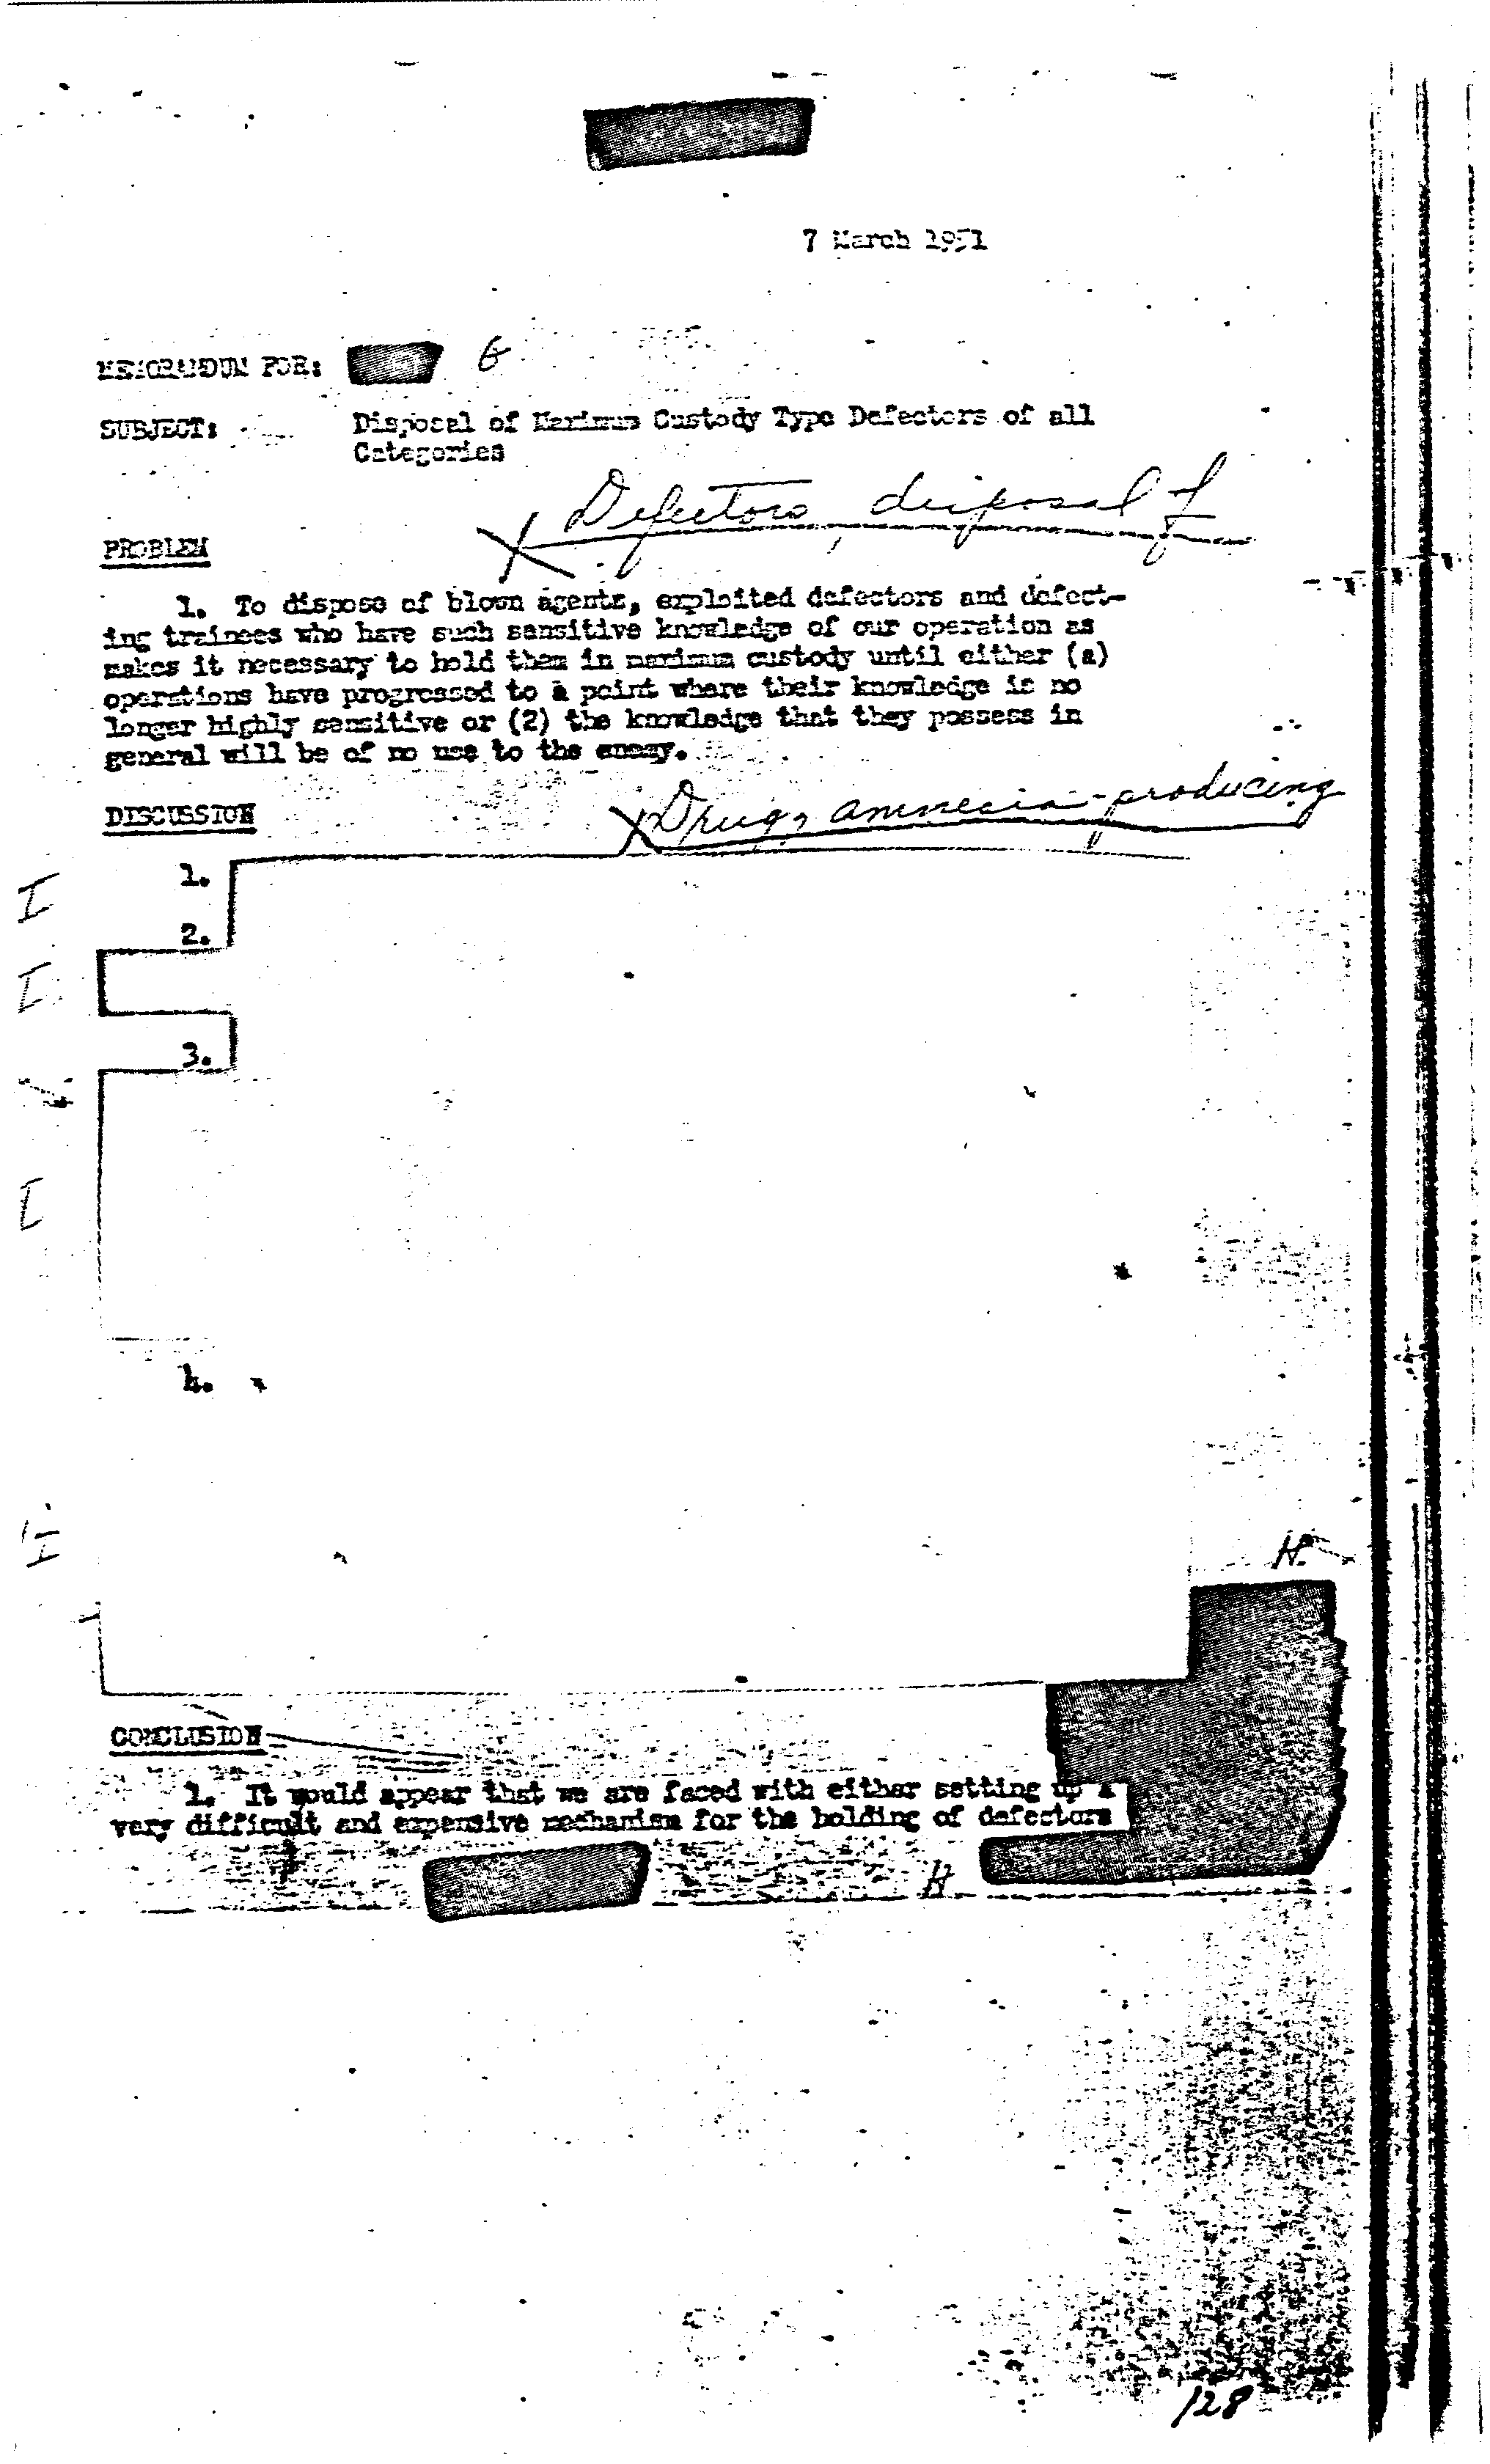 7 March 1951
MEMORANDUM FOR: G
SUBJECT: Disposal of Maximum Custody Type Defectors of all
Categories
Defectors, disposal of
PROBLEM
1. To dispose of blown agents, exploited defectors and defect-
ing trainees who have such sensitive knowledge of our operation as
makes it necessary to hold them in maximum custody until either (a)
operations have progressed to a point where their knowledge is no
longer highly sensitive or (2) the knowledge that they possess in
general will be of no use to the enemy.
DISCUSSION
Drug, amnesia-producing
1.
I
2.
I
3.
I
4.
I
H
CONCLUSION
1. It would appear that we are faced with either setting up a
very difficult and expensive mechanism for the holding of defectors
H
128